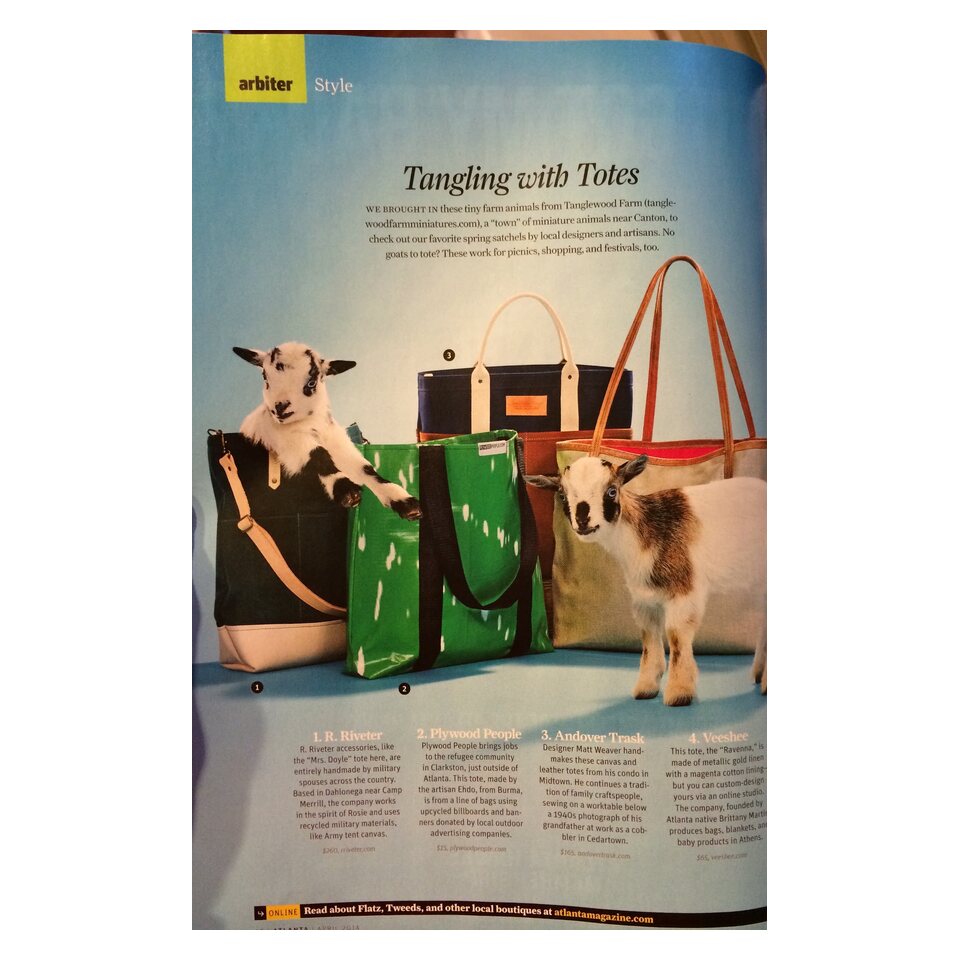 arbiter Style
Tangling with Totes
WE BROUGHT IN these tiny farm animals from Tanglewood Farm (tangle-
woodfarmminiatures.com), a “town” of miniature animals near Canton, to
check out our favorite spring satchels by local designers and artisans. No
goats to tote? These work for picnics, shopping, and festivals, too.
3
1
2
1. R. Riveter
R. Riveter accessories, like
the “Mrs. Doyle” tote here, are
entirely handmade by military
spouses across the country.
Based in Dahlonega near Camp
Merrill, the company works
in the spirit of Rosie and uses
recycled military materials,
like Army tent canvas.
$260, rriveter.com
2. Plywood People
Plywood People brings jobs
to the refugee community
in Clarkston, just outside of
Atlanta. This tote, made by
the artisan Ehdo, from Burma,
is from a line of bags using
upcycled billboards and ban-
ners donated by local outdoor
advertising companies.
$15, plywoodpeople.com
3. Andover Trask
Designer Matt Weaver hand-
makes these canvas and
leather totes from his condo in
Midtown. He continues a tradi-
tion of family craftspeople,
sewing on a worktable below
a 1940s photograph of his
grandfather at work as a cob-
bler in Cedartown.
$165, andovertrask.com
4. Veeshee
This tote, the “Ravenna,” is
made of metallic gold linen
with a magenta cotton lining—
but you can custom-design
yours via an online studio.
The company, founded by
Atlanta native Brittany Martin
produces bags, blankets, and
baby products in Athens.
$65, veeshee.com
ONLINE Read about Flatz, Tweeds, and other local boutiques at atlantamagazine.com
ATLANTA | APRIL 2014